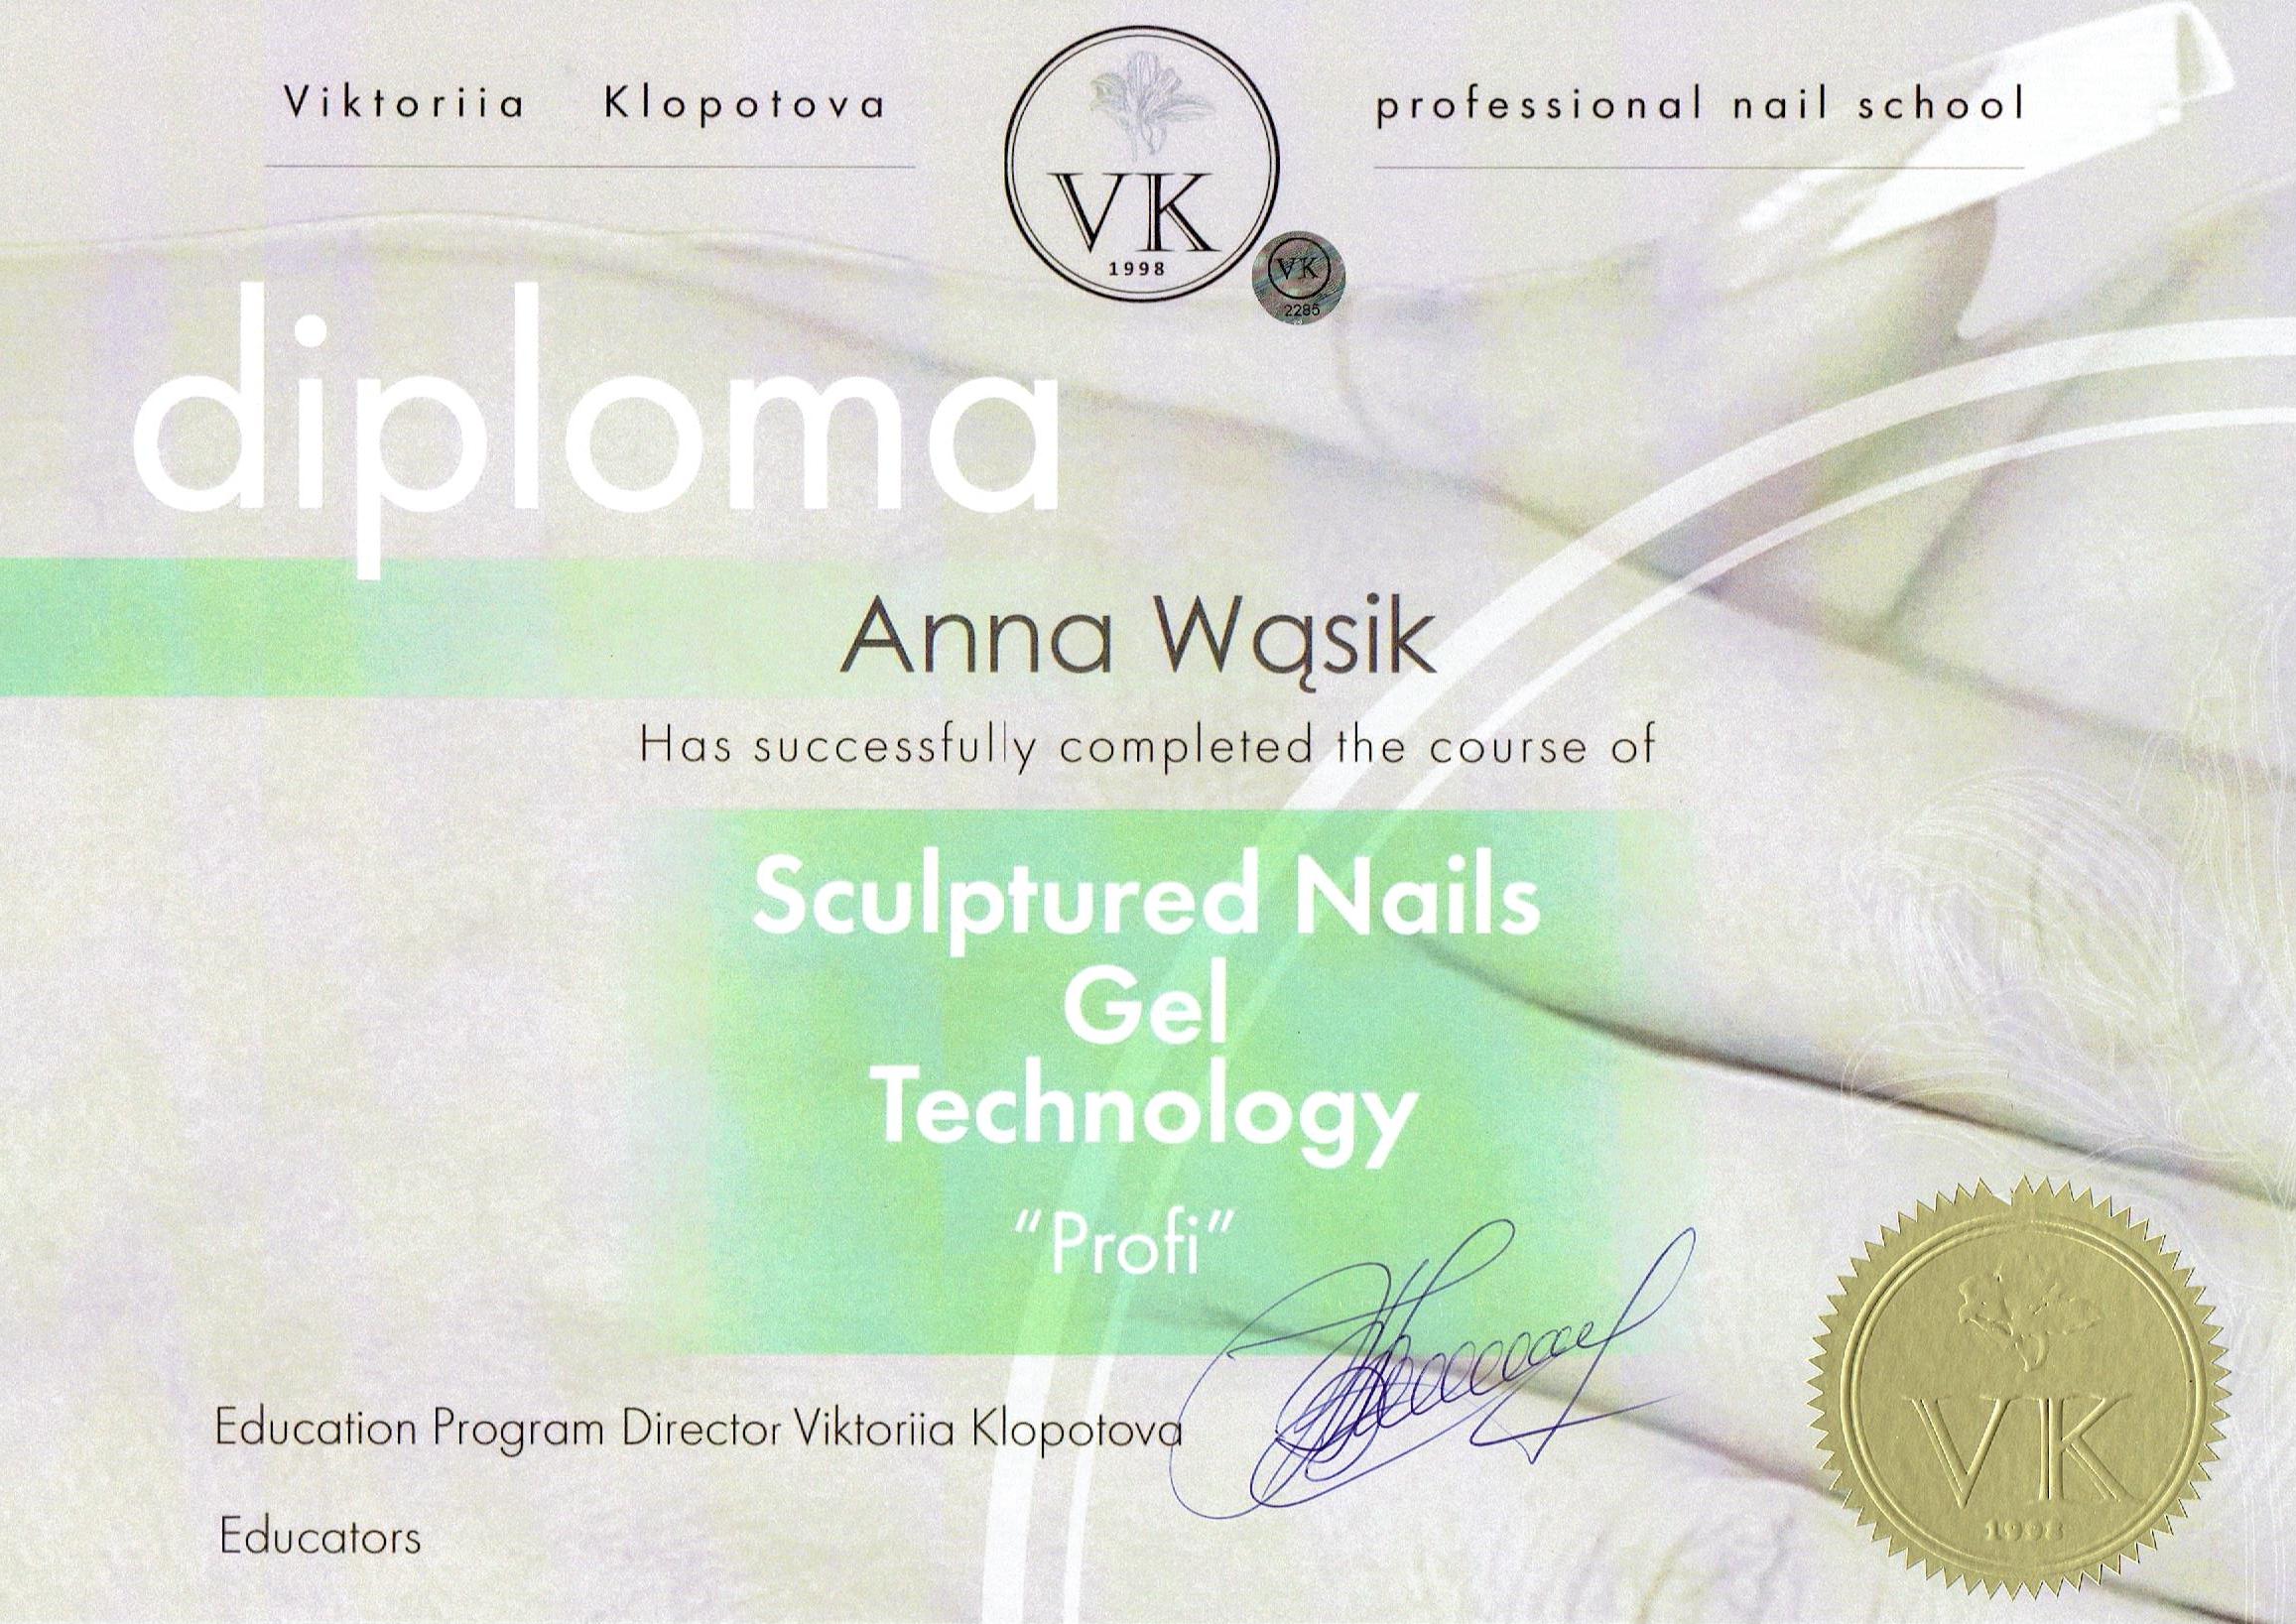 Viktoriia Klopotova
VK
1998
professional nail school
VK
2285
diploma
Anna Wąsik
Has successfully completed the course of
Sculptured Nails
Gel
Technology
“Profi”
Education Program Director Viktoriia Klopotova
Educators
VK
1998